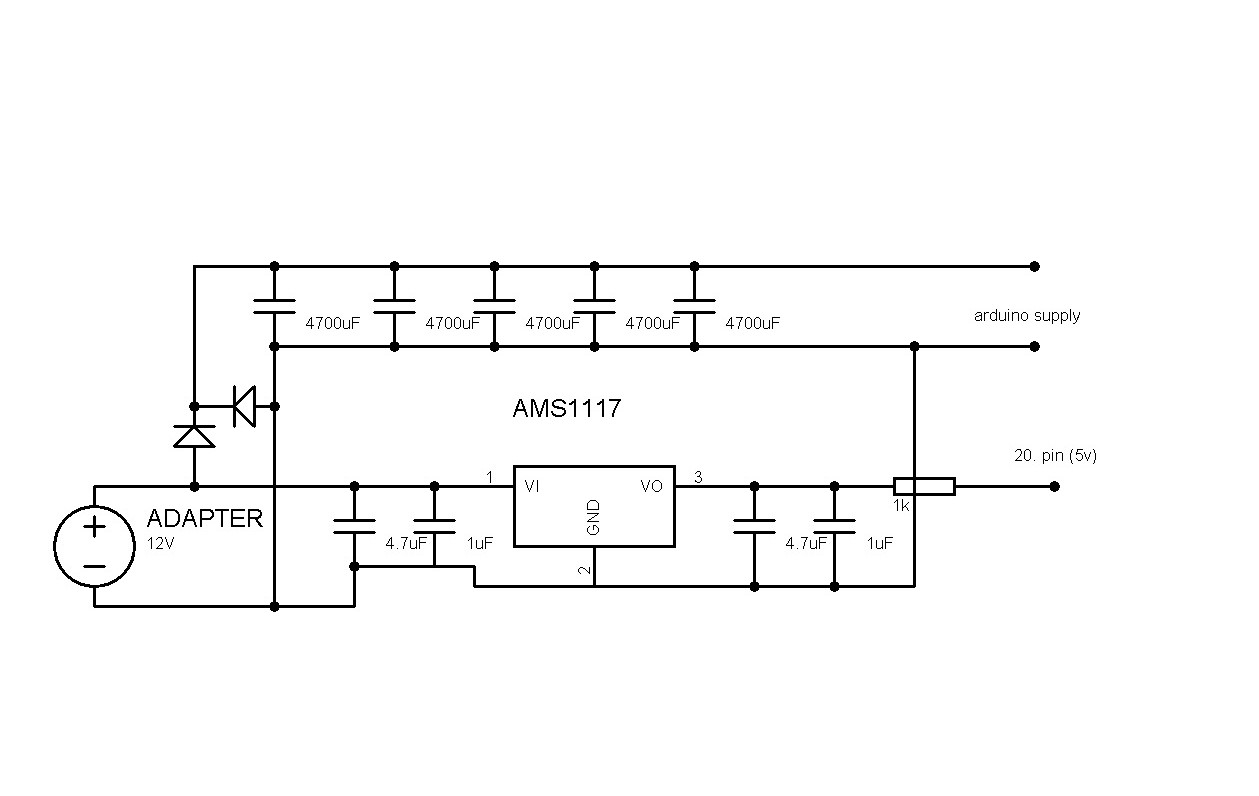 4700uF 4700uF 4700uF 4700uF 4700uF
arduino supply
AMS1117
20. pin (5v)
1 VI VO 3
1k
GND
ADAPTER
12V
4.7uF 1uF 4.7uF 1uF
2